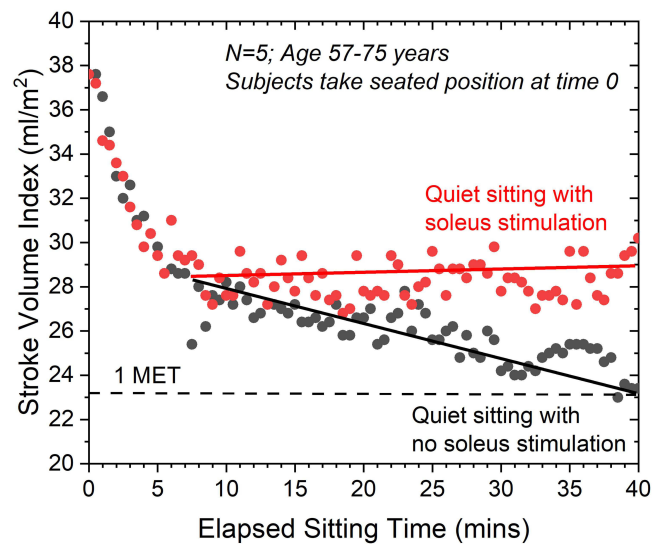 N=5; Age 57-75 years
Subjects take seated position at time 0
Quiet sitting with
soleus stimulation
1 MET
Quiet sitting with
no soleus stimulation
Stroke Volume Index (ml/m²)
40
38
36
34
32
30
28
26
24
22
20
0
5
10
15
20
25
30
35
40
Elapsed Sitting Time (mins)